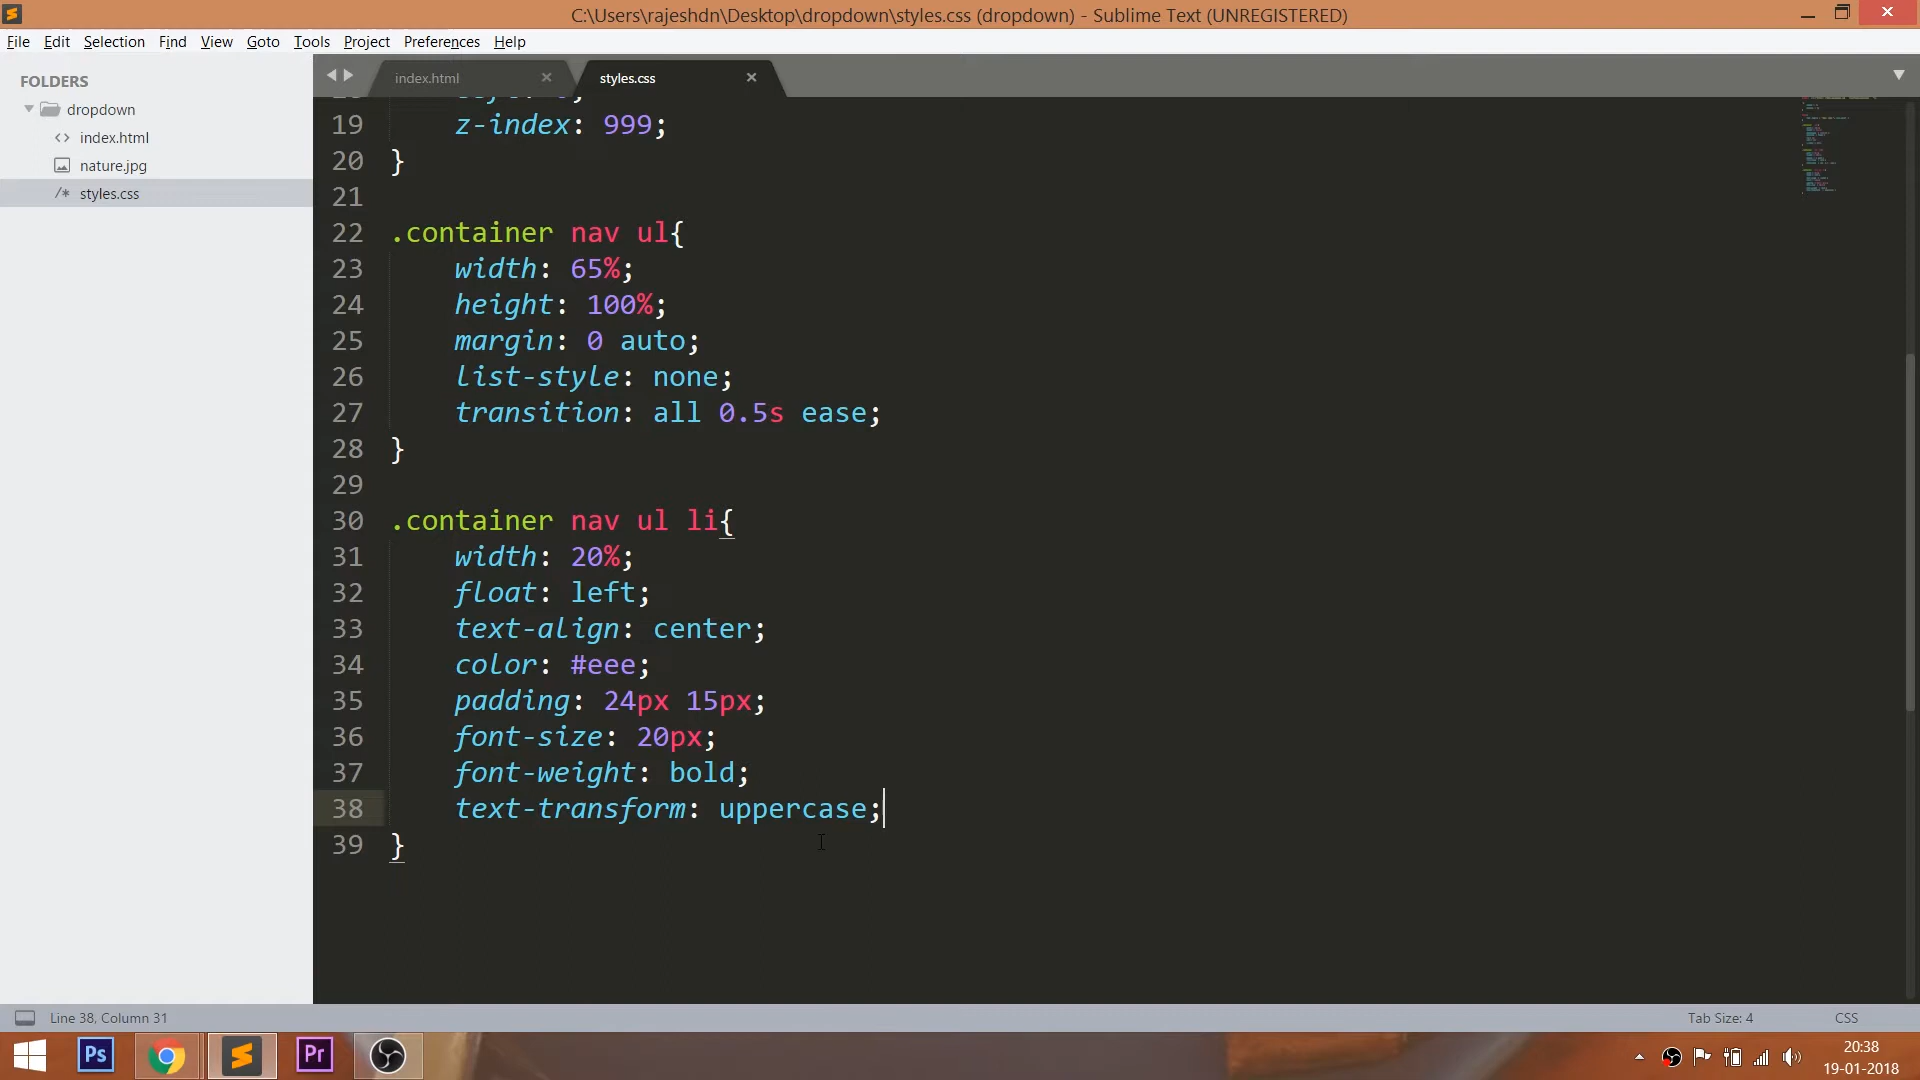 C:\Users\rajeshdn\Desktop\dropdown\styles.css (dropdown) - Sublime Text (UNREGISTERED)
File Edit Selection Find View Goto Tools Project Preferences Help
FOLDERS
dropdown
<> index.html
nature.jpg
/* styles.css
index.html
styles.css
19 z-index: 999;
20 }
21
22 .container nav ul{
23 width: 65%;
24 height: 100%;
25 margin: 0 auto;
26 list-style: none;
27 transition: all 0.5s ease;
28 }
29
30 .container nav ul li{
31 width: 20%;
32 float: left;
33 text-align: center;
34 color: #eee;
35 padding: 24px 15px;
36 font-size: 20px;
37 font-weight: bold;
38 text-transform: uppercase;
39 }
Line 38, Column 31
Tab Size: 4
CSS
Ps
Pr
20:38
19-01-2018